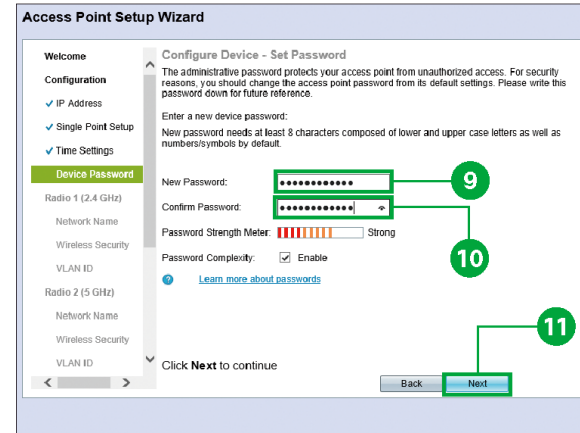 Access Point Setup Wizard
Welcome
Configuration
IP Address
Single Point Setup
Time Settings
Device Password
Radio 1 (2.4 GHz)
Network Name
Wireless Security
VLAN ID
Radio 2 (5 GHz)
Network Name
Wireless Security
VLAN ID
Configure Device - Set Password
The administrative password protects your access point from unauthorized access. For security
reasons, you should change the access point password from its default settings. Please write this
password down for future reference.
Enter a new device password:
New password needs at least 8 characters composed of lower and upper case letters as well as
numbers/symbols by default.
New Password: ●●●●●●●●●●●● 9
Confirm Password: ●●●●●●●●●●●●
Password Strength Meter: Strong
10
Password Complexity: Enable
? Learn more about passwords
11
Click Next to continue
Back Next